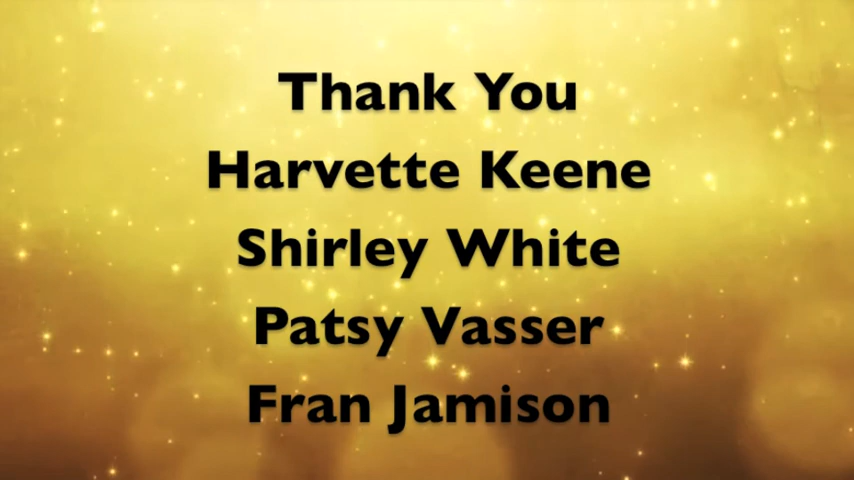 Thank You
Harvette Keene
Shirley White
Patsy Vasser
Fran Jamison